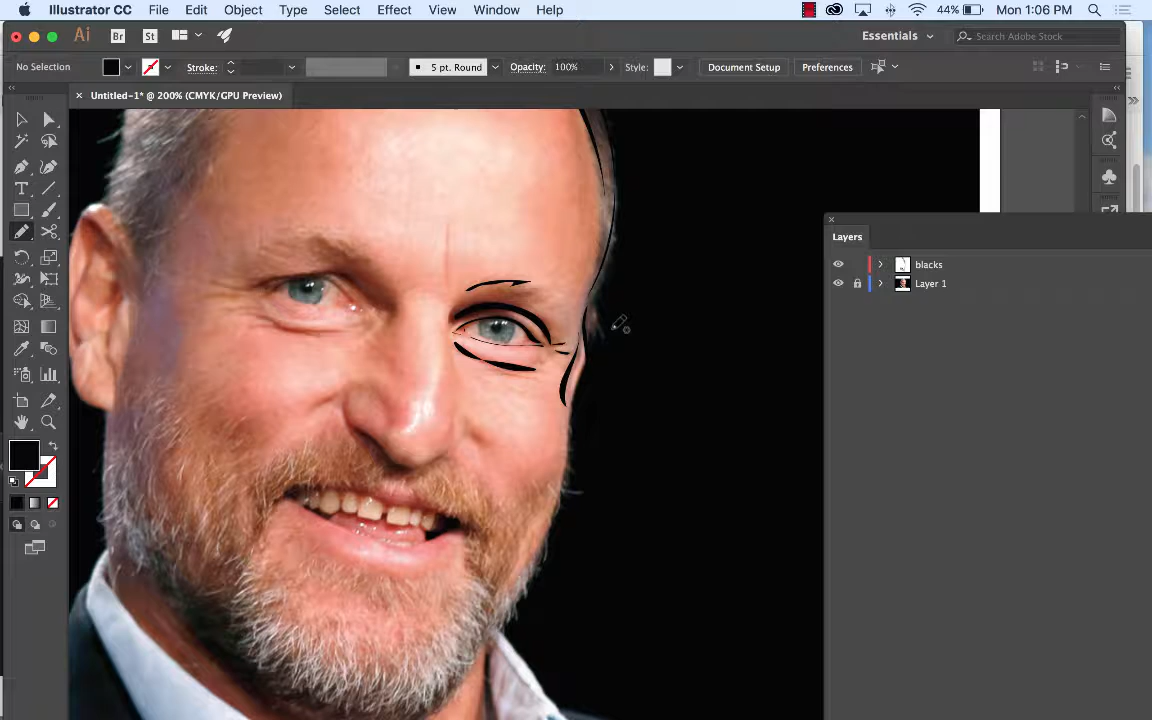 Illustrator CC File Edit Object Type Select Effect View Window Help 44% Mon 1:06 PM
Ai Br St Essentials Search Adobe Stock
No Selection Stroke: 5 pt. Round Opacity: 100% Style: Document Setup Preferences
× Untitled-1* @ 200% (CMYK/GPU Preview)
Layers
blacks
Layer 1